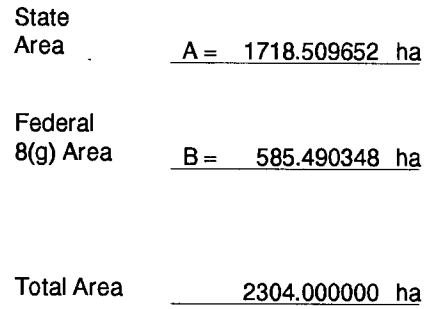 State
Area A = 1718.509652 ha
Federal
8(g) Area B = 585.490348 ha
Total Area 2304.000000 ha